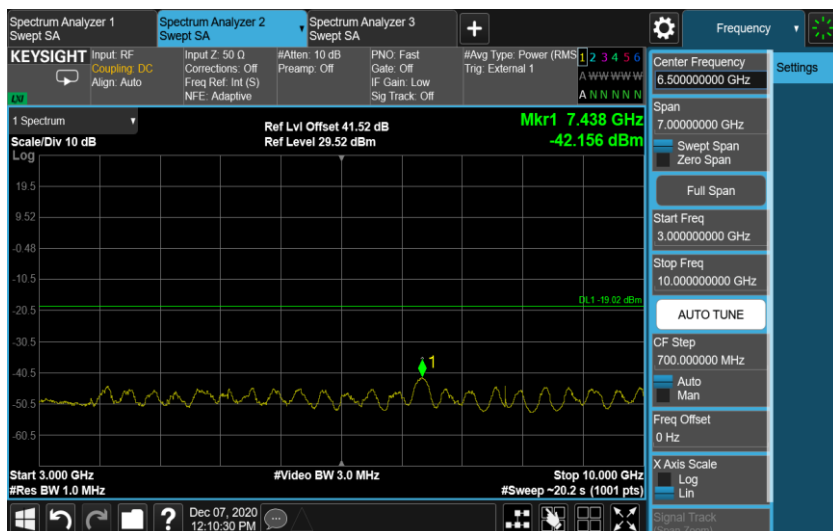 Spectrum Analyzer 1
Swept SA
Spectrum Analyzer 2
Swept SA
Spectrum Analyzer 3
Swept SA
+
Frequency
KEYSIGHT
LXI
Input: RF
Coupling: DC
Align: Auto
Input Z: 50 Ω
Corrections: Off
Freq Ref: Int (S)
NFE: Adaptive
#Atten: 10 dB
Preamp: Off
PNO: Fast
Gate: Off
IF Gain: Low
Sig Track: Off
#Avg Type: Power (RMS
Trig: External 1
1 2 3 4 5 6
A W W W W W
A N N N N N
1 Spectrum
Scale/Div 10 dB
Ref Lvl Offset 41.52 dB
Ref Level 29.52 dBm
Mkr1 7.438 GHz
-42.156 dBm
Log
19.5
9.52
-0.48
-10.5
DL1 -19.02 dBm
-20.5
-30.5
1
-40.5
-50.5
-60.5
Start 3.000 GHz
#Res BW 1.0 MHz
#Video BW 3.0 MHz
Stop 10.000 GHz
#Sweep ~20.2 s (1001 pts)
?
Dec 07, 2020
12:10:30 PM
Center Frequency
6.500000000 GHz
Settings
Span
7.00000000 GHz
Swept Span
Zero Span
Full Span
Start Freq
3.000000000 GHz
Stop Freq
10.000000000 GHz
AUTO TUNE
CF Step
700.000000 MHz
Auto
Man
Freq Offset
0 Hz
X Axis Scale
Log
Lin
Signal Track
(Span Zoom)